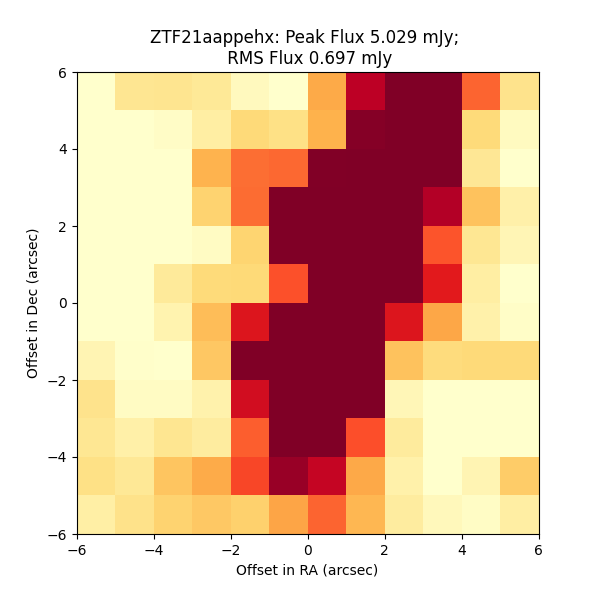 ZTF21aappehx: Peak Flux 5.029 mJy;
RMS Flux 0.697 mJy
6
4
2
0
−2
−4
−6
Offset in Dec (arcsec)
−6 −4 −2 0 2 4 6
Offset in RA (arcsec)